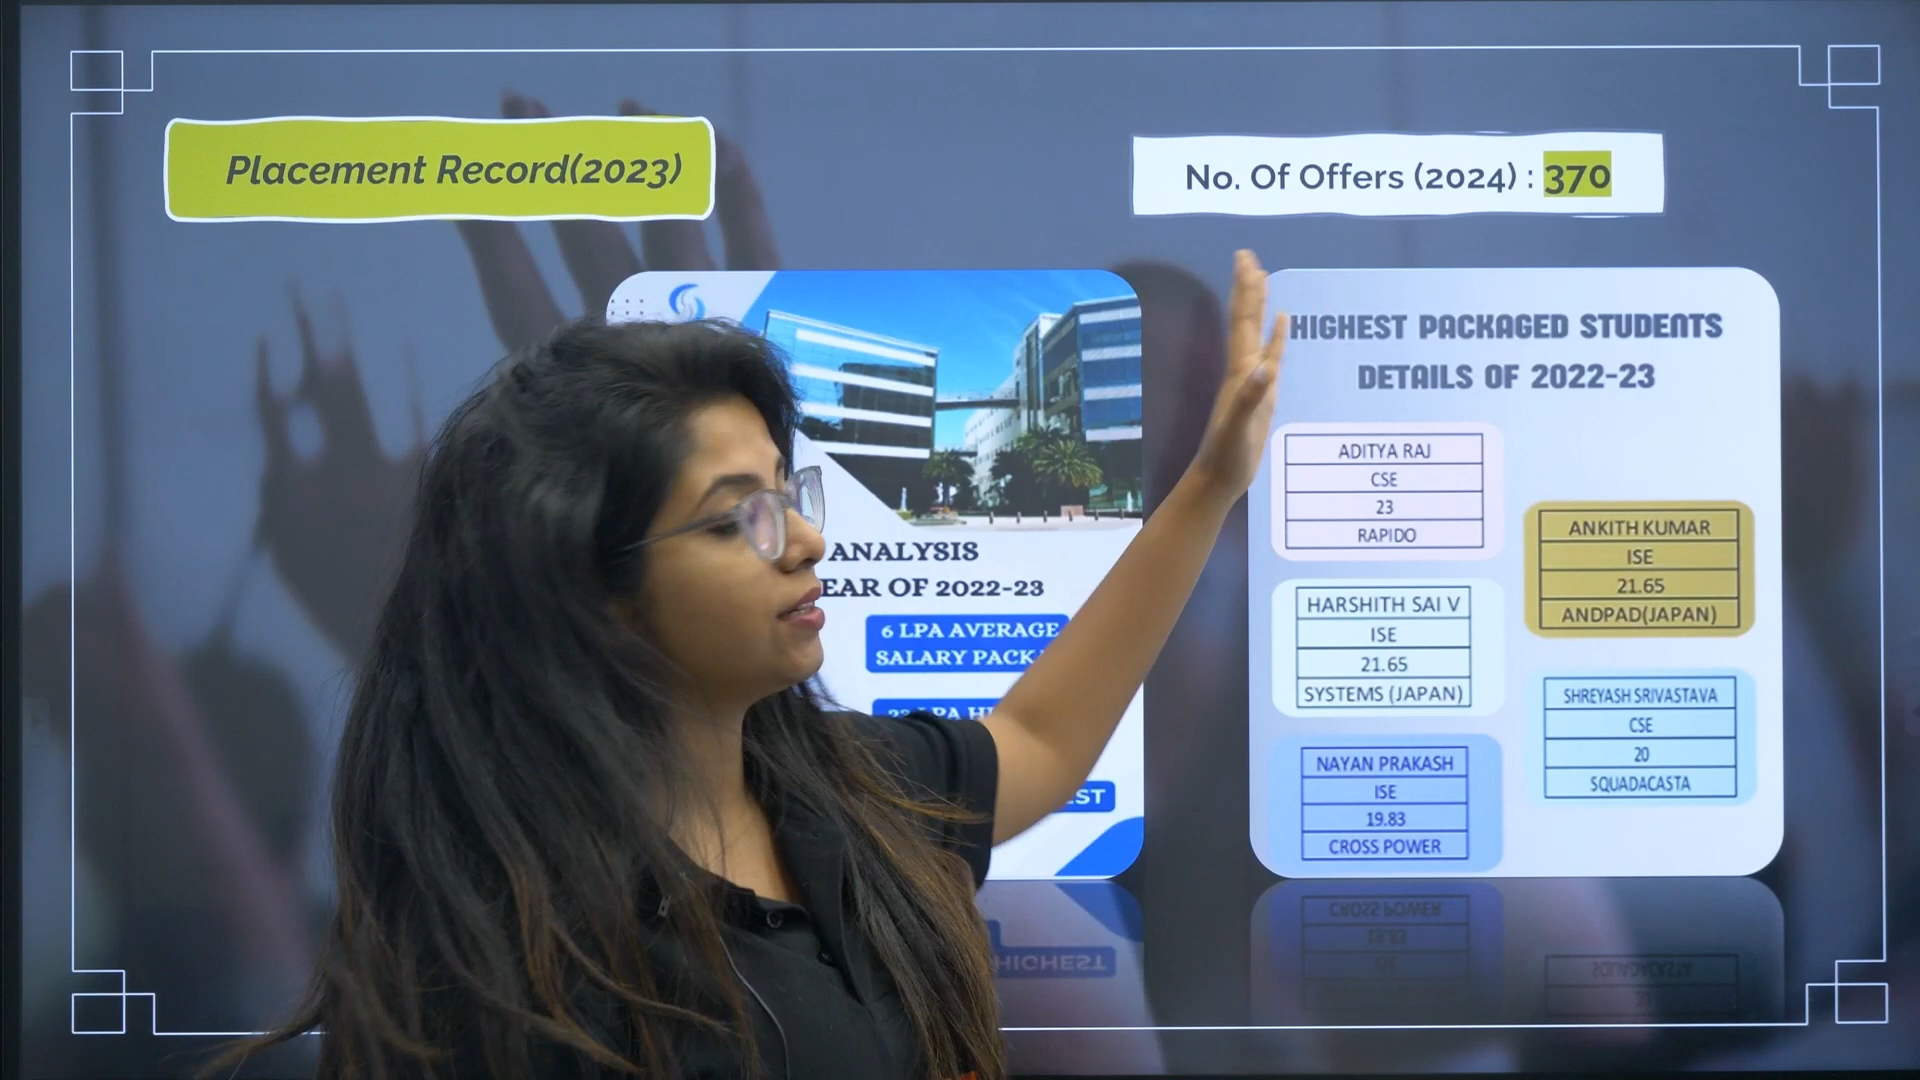 Placement Record(2023)
No. Of Offers (2024) : 370
ANALYSIS
EAR OF 2022-23
6 LPA AVERAGE
SALARY PACK
LPA
EST
HIGHEST PACKAGED STUDENTS
DETAILS OF 2022-23
ADITYA RAJ
CSE
23
RAPIDO
ANKITH KUMAR
ISE
21.65
ANDPAD(JAPAN)
HARSHITH SAI V
ISE
21.65
SYSTEMS (JAPAN)
SHREYASH SRIVASTAVA
CSE
20
SQUADACASTA
NAYAN PRAKASH
ISE
19.83
CROSS POWER